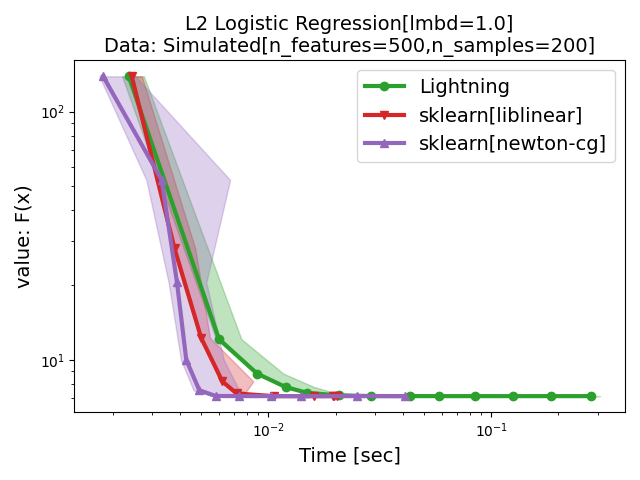 L2 Logistic Regression[lmbd=1.0]
Data: Simulated[n_features=500,n_samples=200]
Lightning
sklearn[liblinear]
sklearn[newton-cg]
value: F(x)
10²
10¹
10⁻²
10⁻¹
Time [sec]